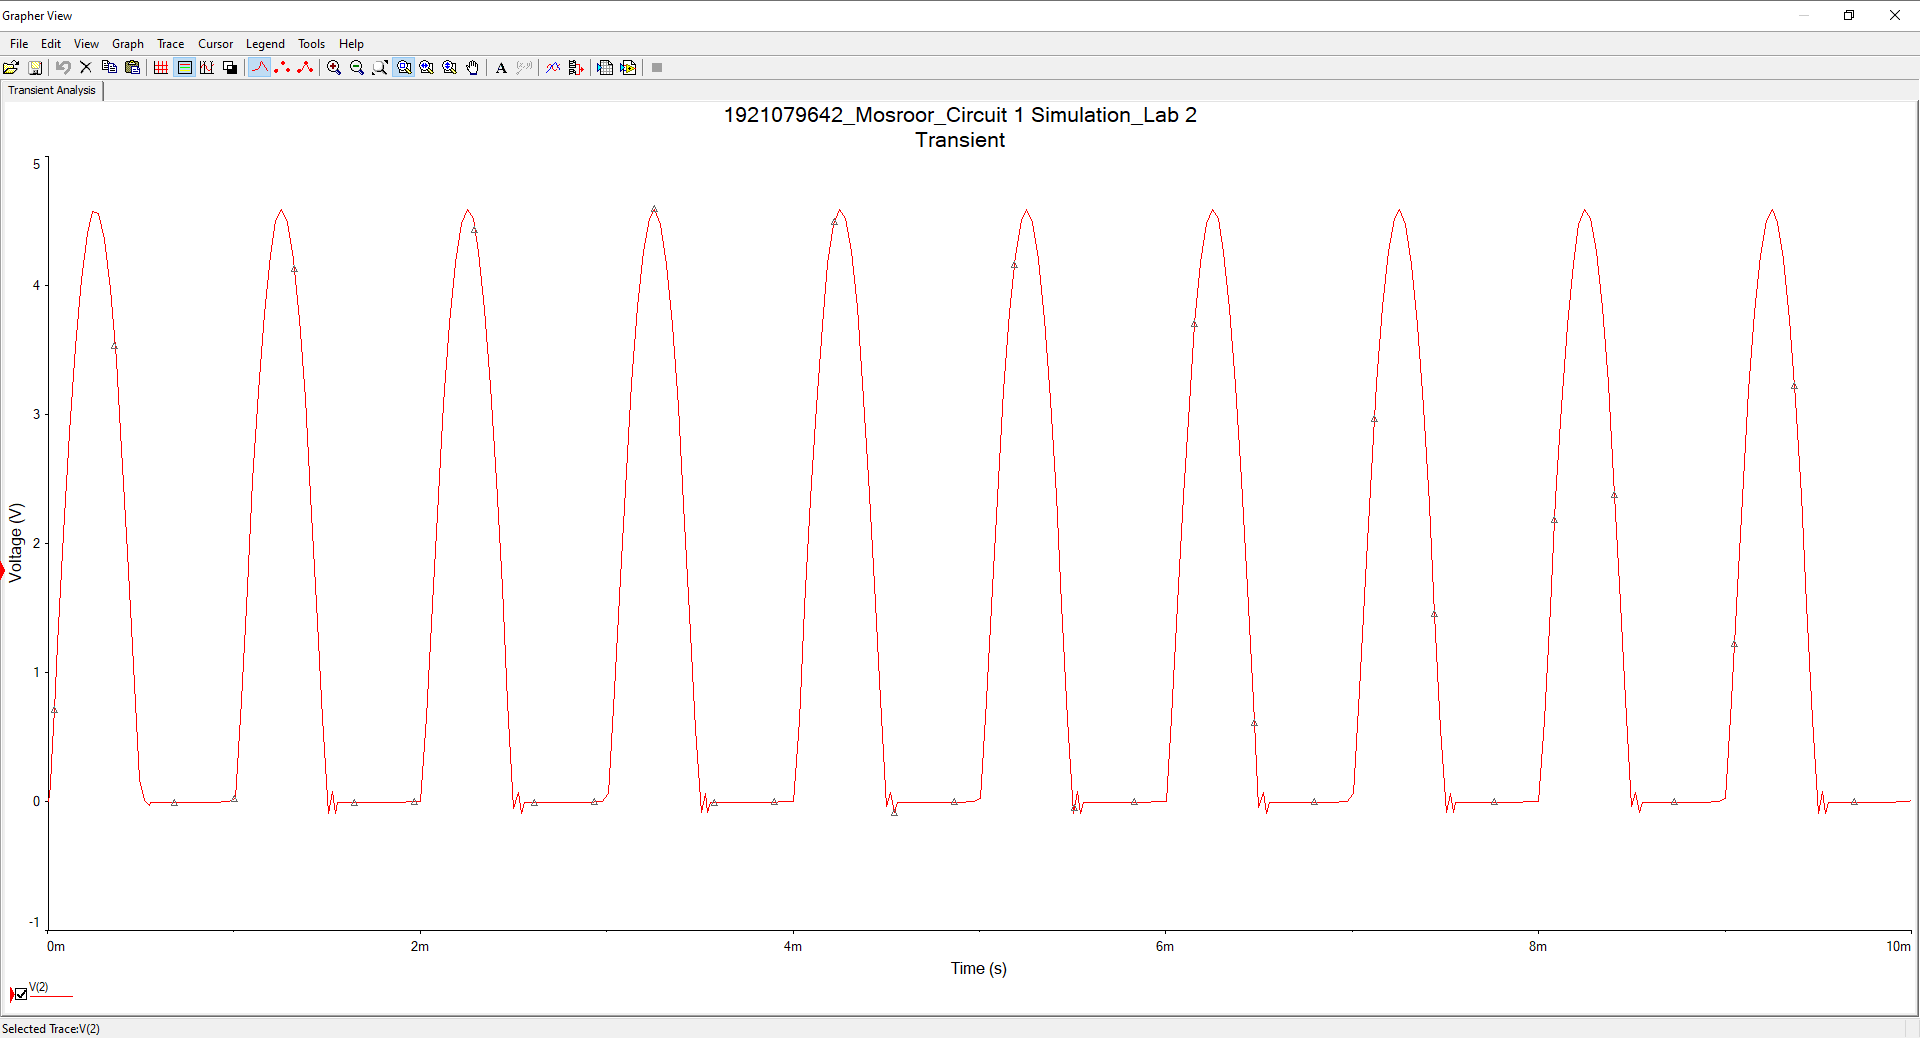 Grapher View
File Edit View Graph Trace Cursor Legend Tools Help
A
Transient Analysis
1921079642_Mosroor_Circuit 1 Simulation_Lab 2
Transient
5
4
3
2
1
0
-1
Voltage (V)
0m 2m 4m 6m 8m 10m
Time (s)
V(2)
Selected Trace:V(2)